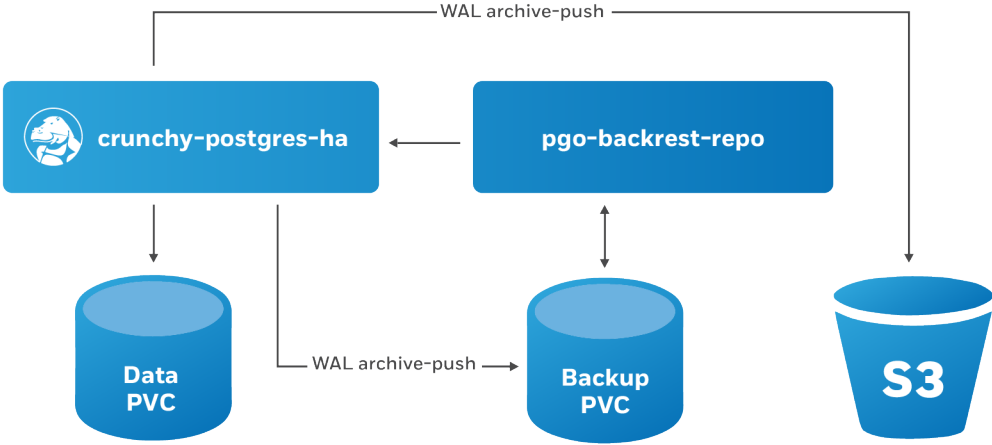 WAL archive-push
crunchy-postgres-ha
pgo-backrest-repo
WAL archive-push
Data
PVC
Backup
PVC
S3